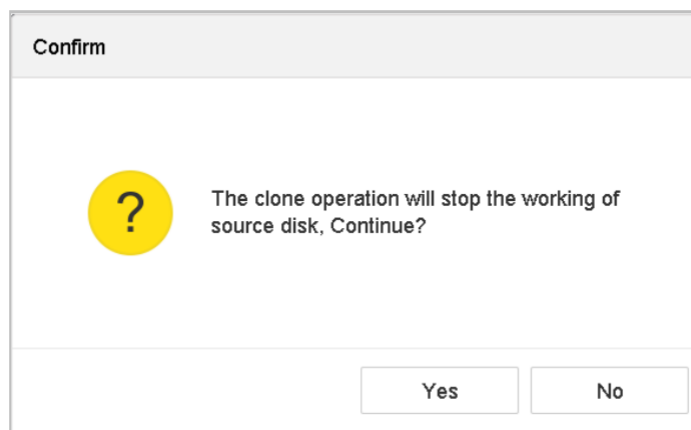 Confirm
?
The clone operation will stop the working of
source disk, Continue?
Yes
No